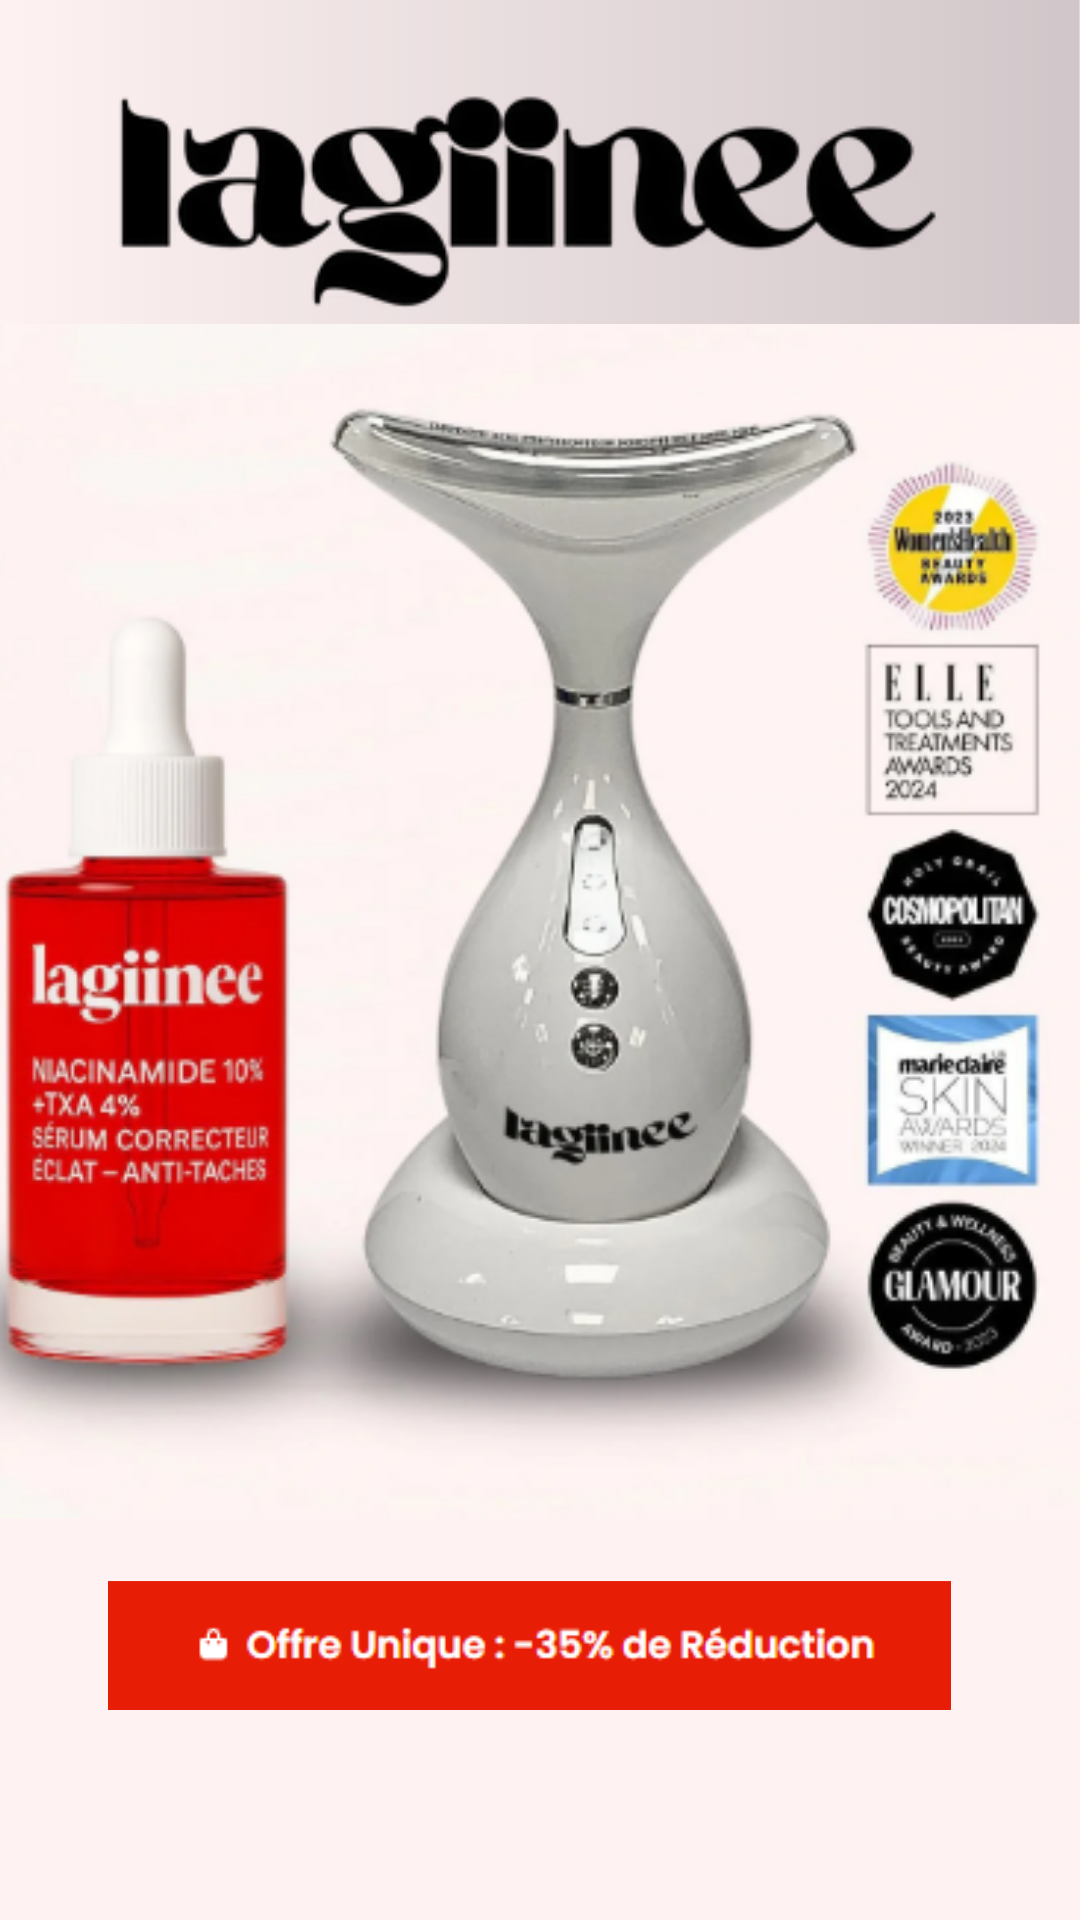 lagiinee
2023
Women'sHealth
BEAUTY
AWARDS
ELLE
TOOLS AND
TREATMENTS
AWARDS
2024
HOLY GRAIL
COSMOPOLITAN
BEAUTY AWARD
marie claire
SKIN
AWARDS
WINNER 2024
BEAUTY & WELLNESS
GLAMOUR
AWARD · 2023
lagiinee
NIACINAMIDE 10%
+TXA 4%
SÉRUM CORRECTEUR
ÉCLAT – ANTI-TACHES
lagiinee
Offre Unique : -35% de Réduction